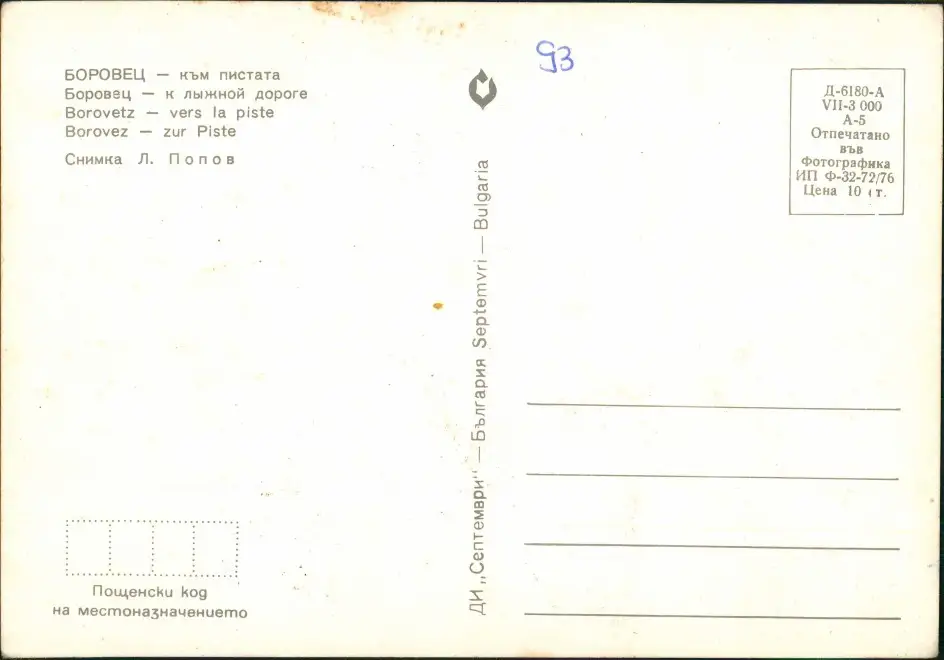 БОРОВЕЦ — към пистата
Боровец — к лыжной дороге
Borovetz — vers la piste
Borovez — zur Piste
Снимка Л. Попов
93
Д-6180-А
VII-3 000
А-5
Отпечатано
във
Фотографика
ИП Ф-32-72/76
Цена 10 ст.
ДИ „Септември" — България Septemvri — Bulgaria
Пощенски код
на местоназначението